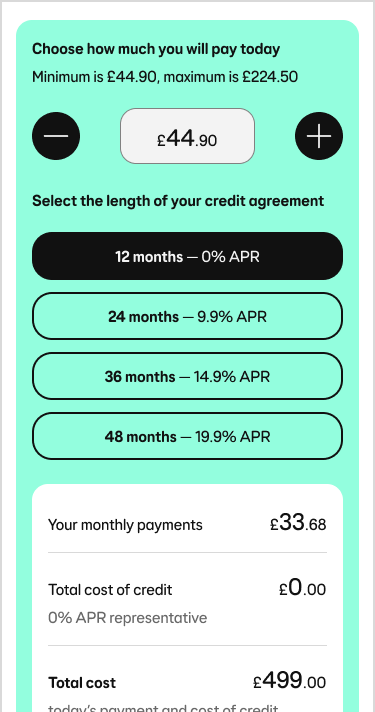 Choose how much you will pay today
Minimum is £44.90, maximum is £224.50
£44.90
Select the length of your credit agreement
12 months — 0% APR
24 months — 9.9% APR
36 months — 14.9% APR
48 months — 19.9% APR
Your monthly payments £33.68
Total cost of credit £0.00
0% APR representative
Total cost £499.00
today's payment and cost of credit